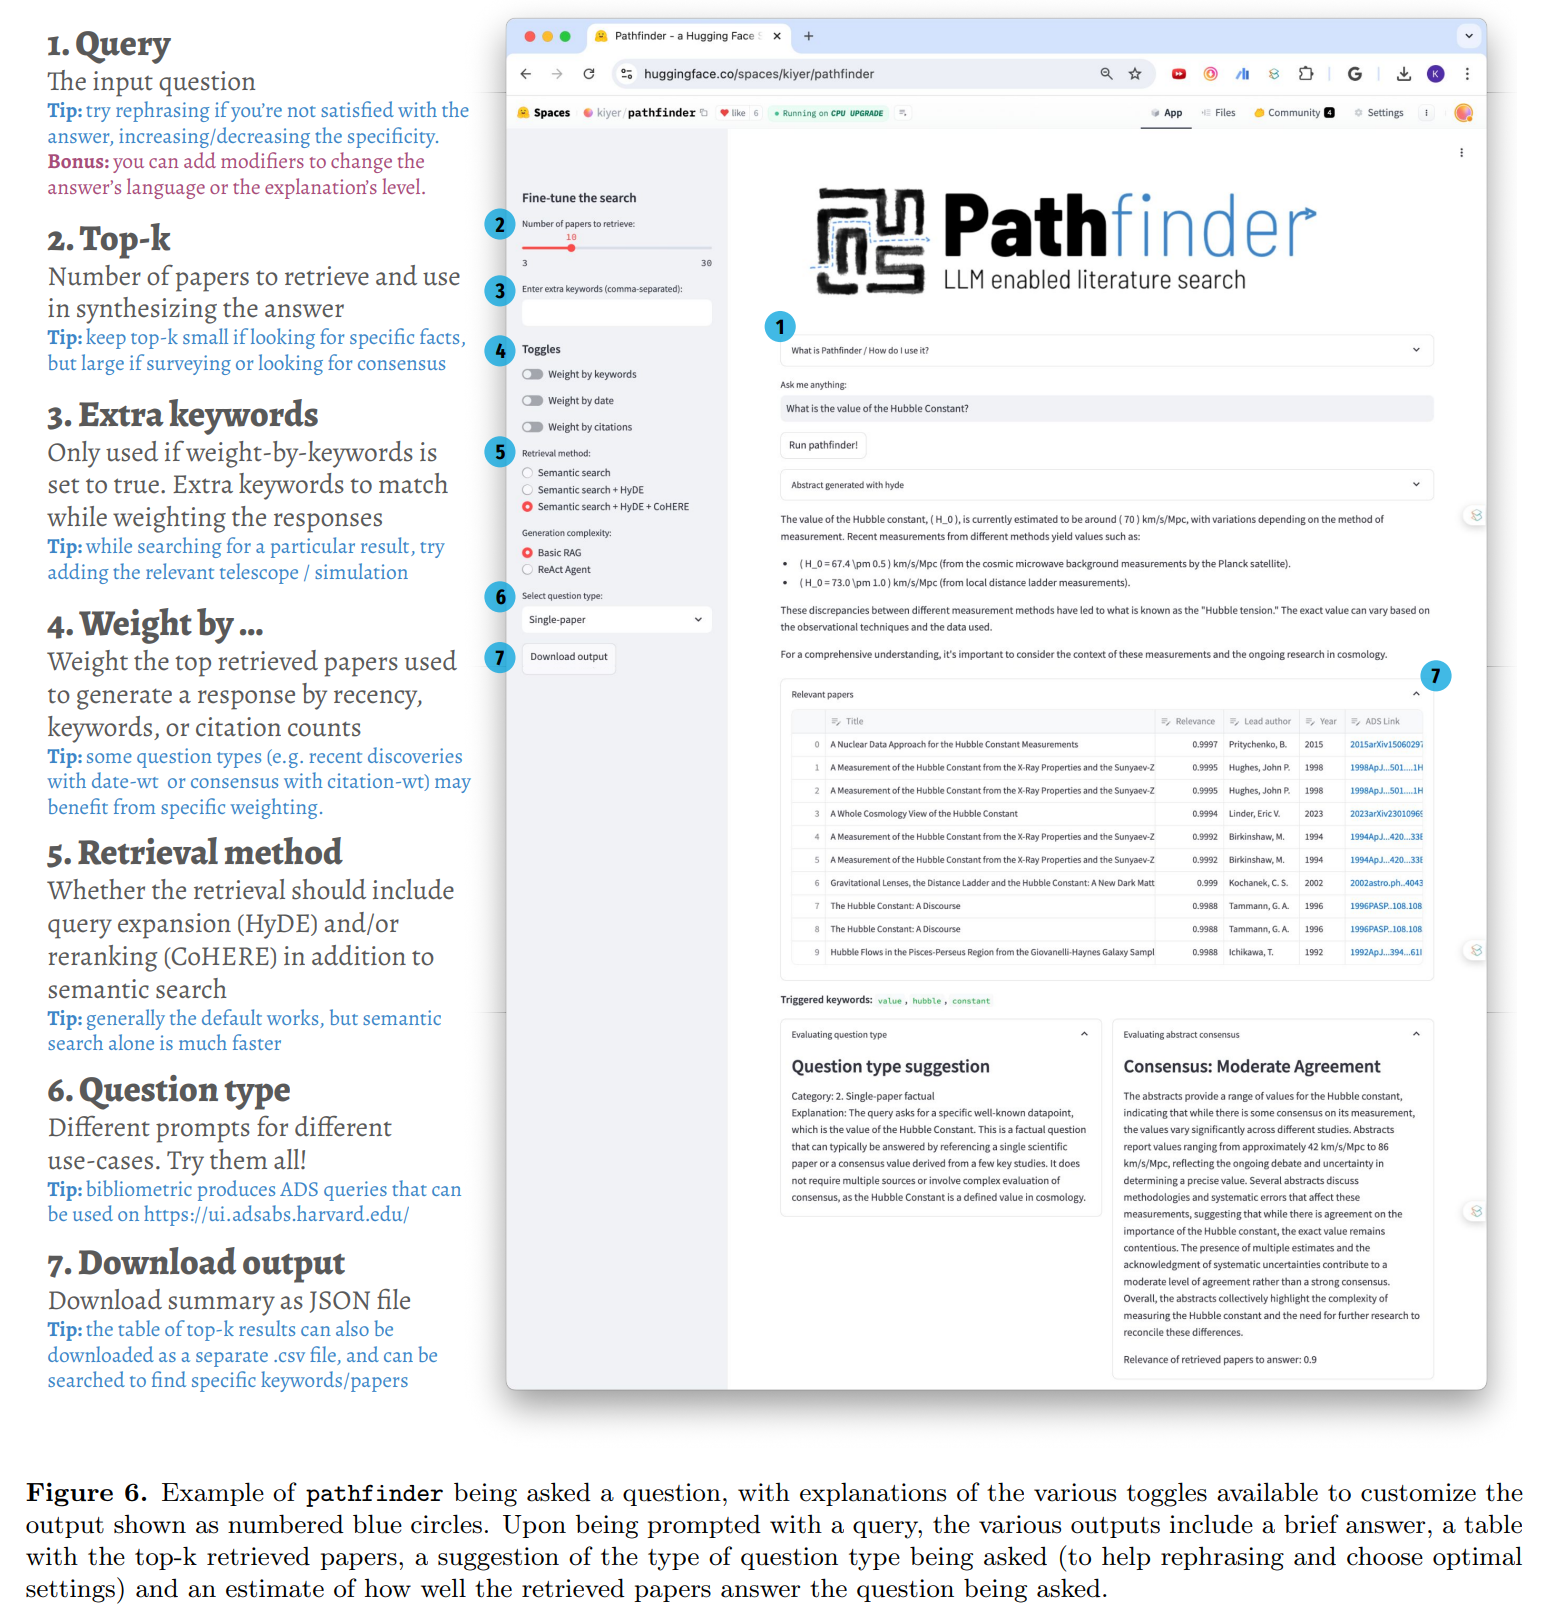 1. Query
The input question
Tip: try rephrasing if you're not satisfied with the
answer, increasing/decreasing the specificity.
Bonus: you can add modifiers to change the
answer's language or the explanation's level.
2. Top-k
Number of papers to retrieve and use
in synthesizing the answer
Tip: keep top-k small if looking for specific facts,
but large if surveying or looking for consensus
3. Extra keywords
Only used if weight-by-keywords is
set to true. Extra keywords to match
while weighting the responses
Tip: while searching for a particular result, try
adding the relevant telescope / simulation
4. Weight by ...
Weight the top retrieved papers used
to generate a response by recency,
keywords, or citation counts
Tip: some question types (e.g. recent discoveries
with date-wt or consensus with citation-wt) may
benefit from specific weighting.
5. Retrieval method
Whether the retrieval should include
query expansion (HyDE) and/or
reranking (CoHERE) in addition to
semantic search
Tip: generally the default works, but semantic
search alone is much faster
6. Question type
Different prompts for different
use-cases. Try them all!
Tip: bibliometric produces ADS queries that can
be used on https://ui.adsabs.harvard.edu/
7. Download output
Download summary as JSON file
Tip: the table of top-k results can also be
downloaded as a separate .csv file, and can be
searched to find specific keywords/papers
Pathfinder - a Hugging Face S
huggingface.co/spaces/kiyer/pathfinder
G
K
Spaces kiyer/pathfinder like 6 Running on CPU UPGRADE
App Files Community 4 Settings
Fine-tune the search
2
Number of papers to retrieve:
10
3 30
3
Enter extra keywords (comma-separated):
4
Toggles
Weight by keywords
Weight by date
Weight by citations
5
Retrieval method:
Semantic search
Semantic search + HyDE
Semantic search + HyDE + CoHERE
Generation complexity:
Basic RAG
ReAct Agent
6
Select question type:
Single-paper
7
Download output
Pathfinder
LLM enabled literature search
1
What is Pathfinder / How do I use it?
Ask me anything:
What is the value of the Hubble Constant?
Run pathfinder!
Abstract generated with hyde
The value of the Hubble constant, ( H_0 ), is currently estimated to be around ( 70 ) km/s/Mpc, with variations depending on the method of
measurement. Recent measurements from different methods yield values such as:
• ( H_0 = 67.4 \pm 0.5 ) km/s/Mpc (from the cosmic microwave background measurements by the Planck satellite).
• ( H_0 = 73.0 \pm 1.0 ) km/s/Mpc (from local distance ladder measurements).
These discrepancies between different measurement methods have led to what is known as the "Hubble tension." The exact value can vary based on
the observational techniques and the data used.
For a comprehensive understanding, it's important to consider the context of these measurements and the ongoing research in cosmology.
7
Relevant papers
Title Relevance Lead author Year ADS Link
0 A Nuclear Data Approach for the Hubble Constant Measurements 0.9997 Pritychenko, B. 2015 2015arXiv15060297
1 A Measurement of the Hubble Constant from the X-Ray Properties and the Sunyaev-Z 0.9995 Hughes, John P. 1998 1998ApJ...501....1H
2 A Measurement of the Hubble Constant from the X-Ray Properties and the Sunyaev-Z 0.9995 Hughes, John P. 1998 1998ApJ...501....1H
3 A Whole Cosmology View of the Hubble Constant 0.9994 Linder, Eric V. 2023 2023arXiv23010969
4 A Measurement of the Hubble Constant from the X-Ray Properties and the Sunyaev-Z 0.9992 Birkinshaw, M. 1994 1994ApJ...420...33B
5 A Measurement of the Hubble Constant from the X-Ray Properties and the Sunyaev-Z 0.9992 Birkinshaw, M. 1994 1994ApJ...420...33B
6 Gravitational Lenses, the Distance Ladder and the Hubble Constant: A New Dark Matt 0.999 Kochanek, C. S. 2002 2002astro.ph..4043
7 The Hubble Constant: A Discourse 0.9988 Tammann, G. A. 1996 1996PASP..108.108
8 The Hubble Constant: A Discourse 0.9988 Tammann, G. A. 1996 1996PASP..108.108
9 Hubble Flows in the Pisces-Perseus Region from the Giovanelli-Haynes Galaxy Sampl 0.9988 Ichikawa, T. 1992 1992ApJ...394...61I
Triggered keywords: value, hubble, constant
Evaluating question type
Question type suggestion
Category: 2. Single-paper factual
Explanation: The query asks for a specific well-known datapoint,
which is the value of the Hubble Constant. This is a factual question
that can typically be answered by referencing a single scientific
paper or a consensus value derived from a few key studies. It does
not require multiple sources or involve complex evaluation of
consensus, as the Hubble Constant is a defined value in cosmology.
Evaluating abstract consensus
Consensus: Moderate Agreement
The abstracts provide a range of values for the Hubble constant,
indicating that while there is some consensus on its measurement,
the values vary significantly across different studies. Abstracts
report values ranging from approximately 42 km/s/Mpc to 86
km/s/Mpc, reflecting the ongoing debate and uncertainty in
determining a precise value. Several abstracts discuss
methodologies and systematic errors that affect these
measurements, suggesting that while there is agreement on the
importance of the Hubble constant, the exact value remains
contentious. The presence of multiple estimates and the
acknowledgment of systematic uncertainties contribute to a
moderate level of agreement rather than a strong consensus.
Overall, the abstracts collectively highlight the complexity of
measuring the Hubble constant and the need for further research to
reconcile these differences.
Relevance of retrieved papers to answer: 0.9
Figure 6. Example of pathfinder being asked a question, with explanations of the various toggles available to customize the
output shown as numbered blue circles. Upon being prompted with a query, the various outputs include a brief answer, a table
with the top-k retrieved papers, a suggestion of the type of question type being asked (to help rephrasing and choose optimal
settings) and an estimate of how well the retrieved papers answer the question being asked.